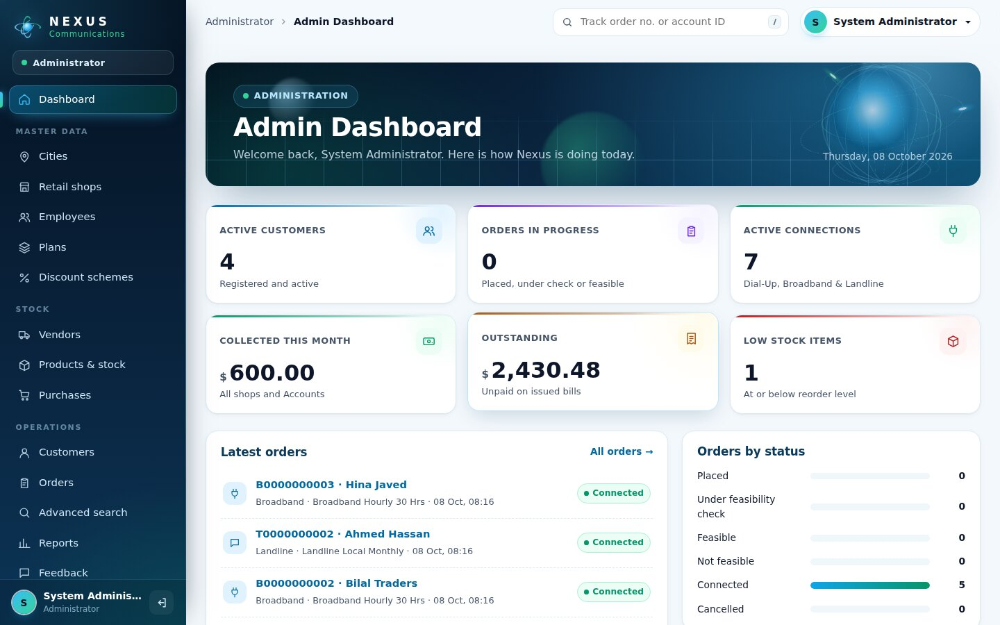 NEXUS
Communications
Administrator
Dashboard
MASTER DATA
Cities
Retail shops
Employees
Plans
Discount schemes
STOCK
Vendors
Products & stock
Purchases
OPERATIONS
Customers
Orders
Advanced search
Reports
Feedback
S
System Adminis...
Administrator
Administrator > Admin Dashboard
Track order no. or account ID
/
S
System Administrator
ADMINISTRATION
Admin Dashboard
Welcome back, System Administrator. Here is how Nexus is doing today.
Thursday, 08 October 2026
ACTIVE CUSTOMERS
4
Registered and active
ORDERS IN PROGRESS
0
Placed, under check or feasible
ACTIVE CONNECTIONS
7
Dial-Up, Broadband & Landline
COLLECTED THIS MONTH
$ 600.00
All shops and Accounts
OUTSTANDING
$ 2,430.48
Unpaid on issued bills
LOW STOCK ITEMS
1
At or below reorder level
Latest orders
All orders →
B0000000003 · Hina Javed
Broadband · Broadband Hourly 30 Hrs · 08 Oct, 08:16
Connected
T0000000002 · Ahmed Hassan
Landline · Landline Local Monthly · 08 Oct, 08:16
Connected
B0000000002 · Bilal Traders
Broadband · Broadband Hourly 30 Hrs · 08 Oct, 08:16
Connected
Orders by status
Placed 0
Under feasibility
check 0
Feasible 0
Not feasible 0
Connected 5
Cancelled 0